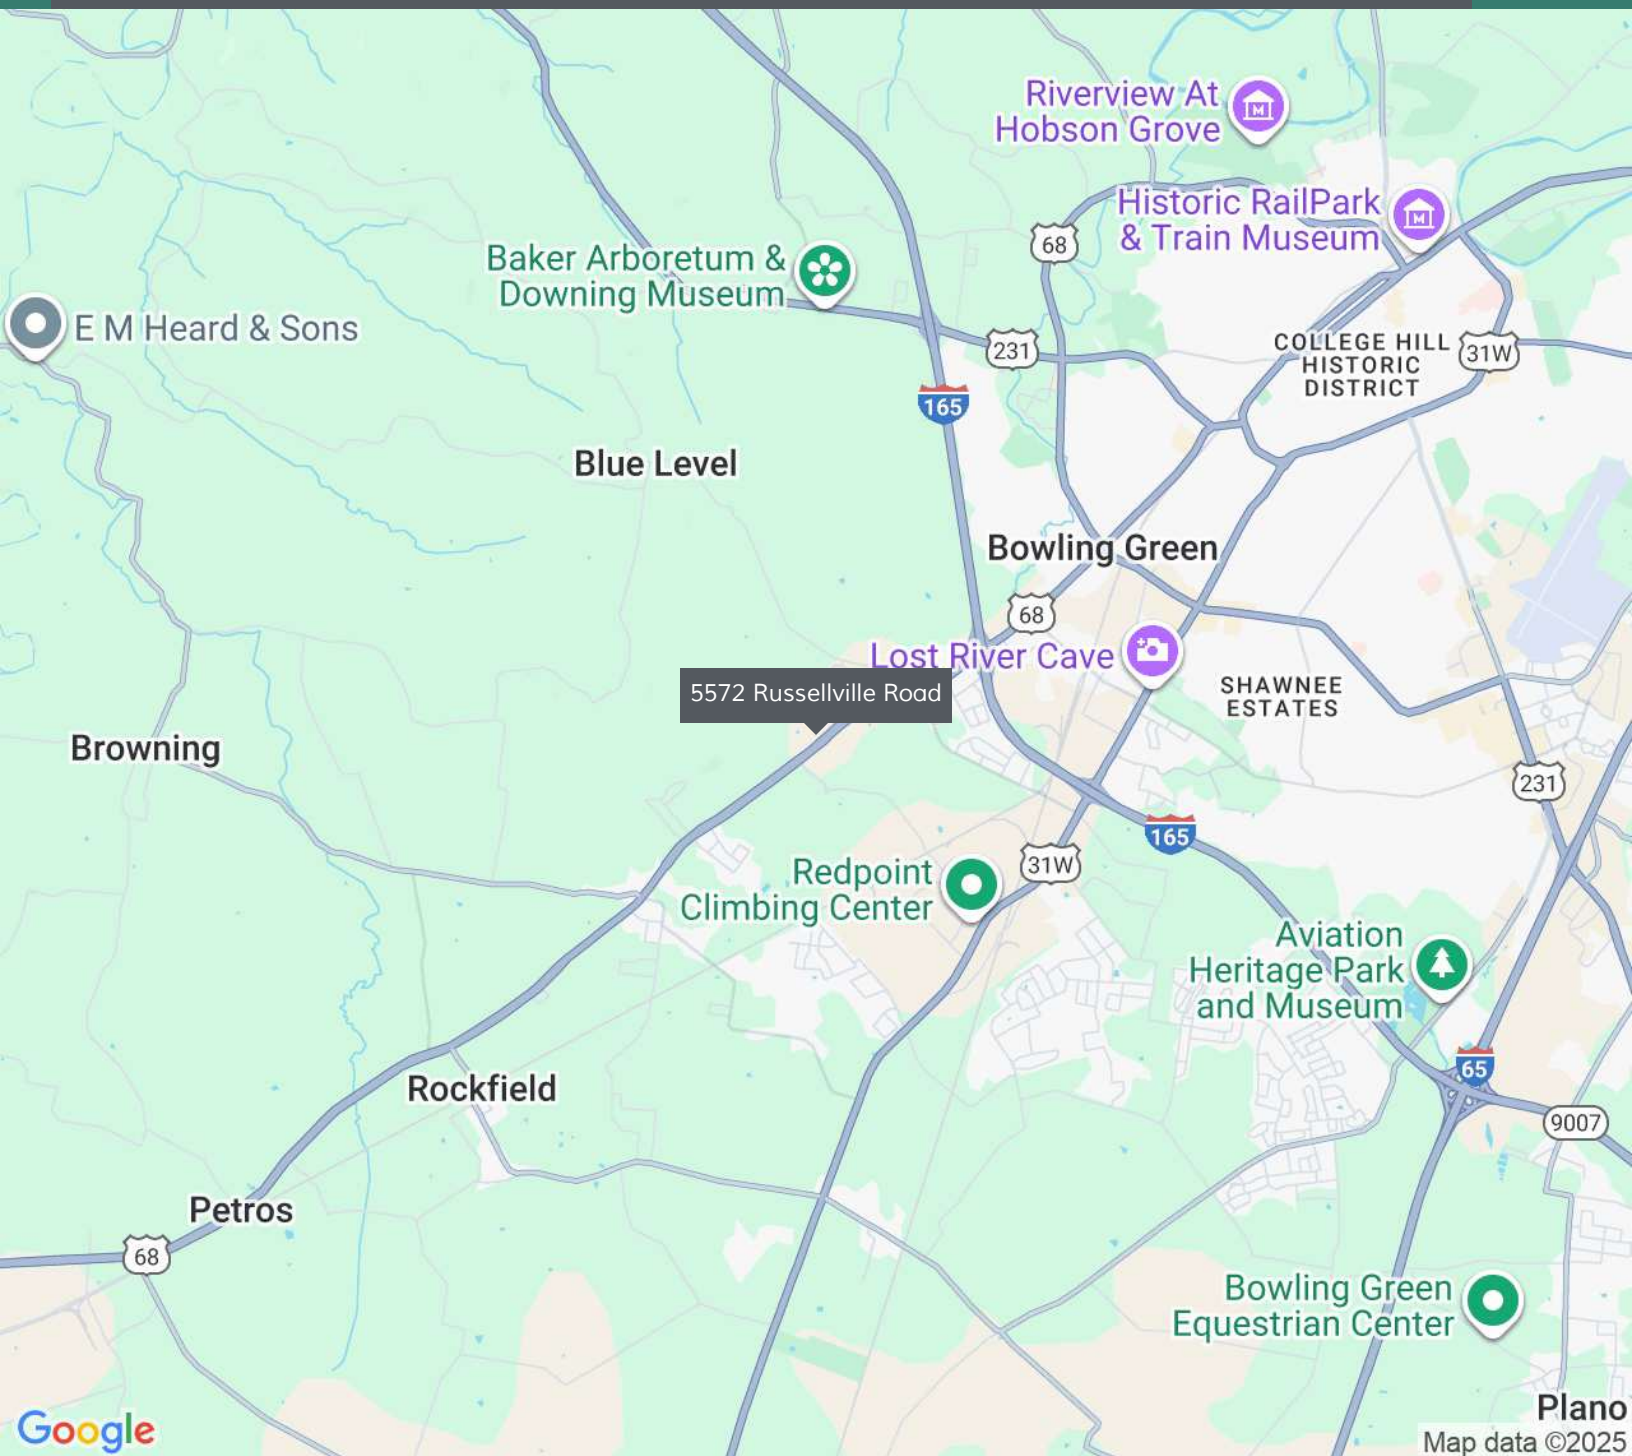 Riverview At
Hobson Grove
68
Historic RailPark
& Train Museum
Baker Arboretum &
Downing Museum
E M Heard & Sons
231
COLLEGE HILL
HISTORIC
DISTRICT
31W
165
Blue Level
Bowling Green
68
Lost River Cave
5572 Russellville Road
SHAWNEE
ESTATES
Browning
231
165
31W
Redpoint
Climbing Center
Aviation
Heritage Park
and Museum
65
Rockfield
9007
Petros
68
Bowling Green
Equestrian Center
Plano
Google
Map data ©2025